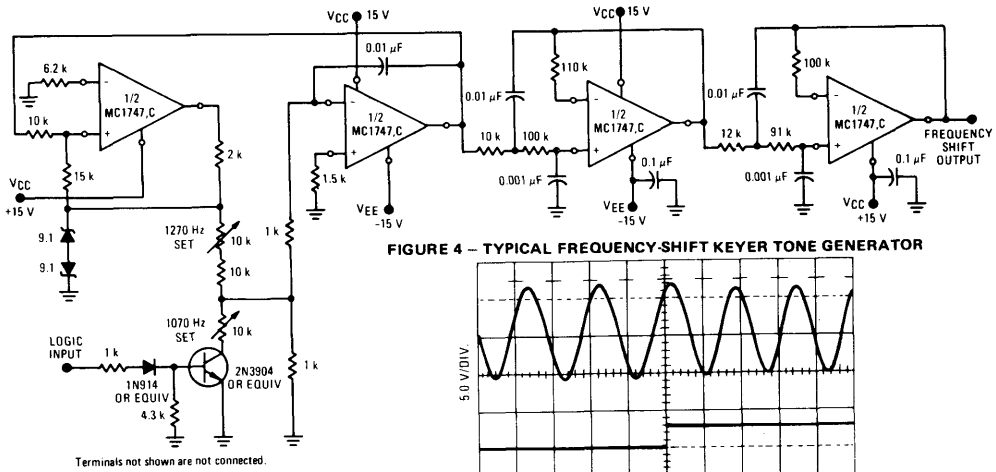 VCC 15 V
0.01 µF
6.2 k
1/2
MC1747,C
10 k
15 k
2 k
VCC
+15 V
1270 Hz
SET
10 k
10 k
9.1
9.1
1070 Hz
SET
10 k
LOGIC
INPUT
1 k
1N914
OR EQUIV
4.3 k
2N3904
OR EQUIV
1 k
1 k
1/2
MC1747,C
1.5 k
VEE
-15 V
0.01 µF
10 k
100 k
0.001 µF
110 k
VCC
15 V
1/2
MC1747,C
0.1 µF
VEE
-15 V
0.01 µF
12 k
91 k
0.001 µF
100 k
1/2
MC1747,C
FREQUENCY
SHIFT
OUTPUT
0.1 µF
VCC
+15 V
FIGURE 4 – TYPICAL FREQUENCY-SHIFT KEYER TONE GENERATOR
5.0 V/DIV.
Terminals not shown are not connected.